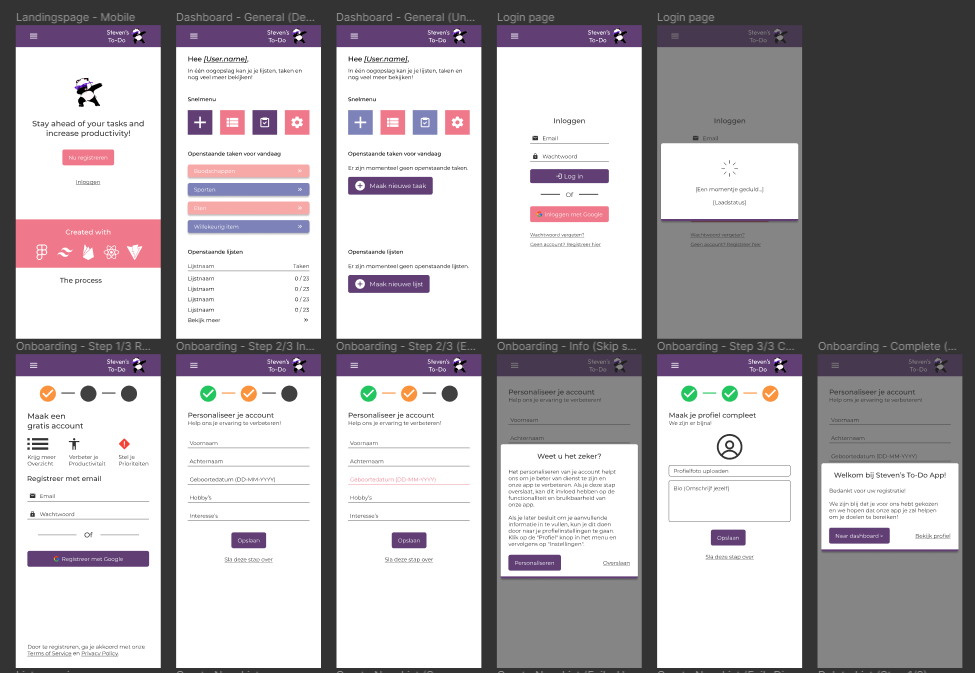 Landingspage - Mobile
Steven's
To-Do
Stay ahead of your tasks and
increase productivity!
Nu registreren
Inloggen
Created with
The process
Dashboard - General (De...
Steven's
To-Do
Hee [User.name],
In één oogopslag kan je je lijsten, taken en
nog veel meer bekijken!
Snelmenu
Openstaande taken voor vandaag
Boodschappen
Sporten
Eten
Willekeurig item
Openstaande lijsten
Lijstnaam Taken
Lijstnaam 0 / 23
Lijstnaam 0 / 23
Lijstnaam 0 / 23
Lijstnaam 0 / 23
Bekijk meer
Dashboard - General (Un...
Steven's
To-Do
Hee [User.name],
In één oogopslag kan je je lijsten, taken en
nog veel meer bekijken!
Snelmenu
Openstaande taken voor vandaag
Er zijn momenteel geen openstaande taken.
Maak nieuwe taak
Openstaande lijsten
Er zijn momenteel geen openstaande lijsten.
Maak nieuwe lijst
Login page
Steven's
To-Do
Inloggen
Email
Wachtwoord
Log in
Of
Inloggen met Google
Wachtwoord vergeten?
Geen account? Registreer hier
Login page
Steven's
To-Do
Inloggen
Email
[Een momentje geduld...]
[Laadstatus]
Wachtwoord vergeten?
Geen account? Registreer hier
Onboarding - Step 1/3 R...
Steven's
To-Do
Maak een
gratis account
Krijg meer
Overzicht
Verbeter je
Productiviteit
Stel je
Prioriteiten
Registreer met email
Email
Wachtwoord
Of
Registreer met Google
Door te registreren, ga je akkoord met onze
Terms of Service en Privacy Policy.
Onboarding - Step 2/3 In...
Steven's
To-Do
Personaliseer je account
Help ons je ervaring te verbeteren!
Voornaam
Achternaam
Geboortedatum (DD-MM-YYYY)
Hobby's
Interesse's
Opslaan
Sla deze stap over
Onboarding - Step 2/3 (E...
Steven's
To-Do
Personaliseer je account
Help ons je ervaring te verbeteren!
Voornaam
Achternaam
Geboortedatum (DD-MM-YYYY)
Hobby's
Interesse's
Opslaan
Sla deze stap over
Onboarding - Info (Skip s...
Steven's
To-Do
Personaliseer je account
Help ons je ervaring te verbeteren!
Voornaam
Achternaam
Weet u het zeker?
Het personaliseren van je account helpt
ons om je beter van dienst te zijn en
onze app te verbeteren. Als je deze stap
overslaat, kan dit invloed hebben op de
functionaliteit en bruikbaarheid van
onze app.
Als je later besluit om je aanvullende
informatie in te vullen, kun je dit doen
door naar je profielinstellingen te gaan.
Klik op de "Profiel" knop in het menu en
vervolgens op "Instellingen".
Personaliseren
Overslaan
Onboarding - Step 3/3 C...
Steven's
To-Do
Maak je profiel compleet
We zijn er bijna!
Profielfoto uploaden
Bio (Omschrijf jezelf)
Opslaan
Sla deze stap over
Onboarding - Complete (...
Steven's
To-Do
Personaliseer je account
Help ons je ervaring te verbeteren!
Voornaam
Achternaam
Geboortedatum (DD-MM-YYYY)
Welkom bij Steven's To-Do App!
Bedankt voor uw registratie!
We zijn blij dat je voor ons hebt gekozen
en we hopen dat onze app je zal helpen
om je doelen te bereiken!
Naar dashboard »
Bekijk profiel